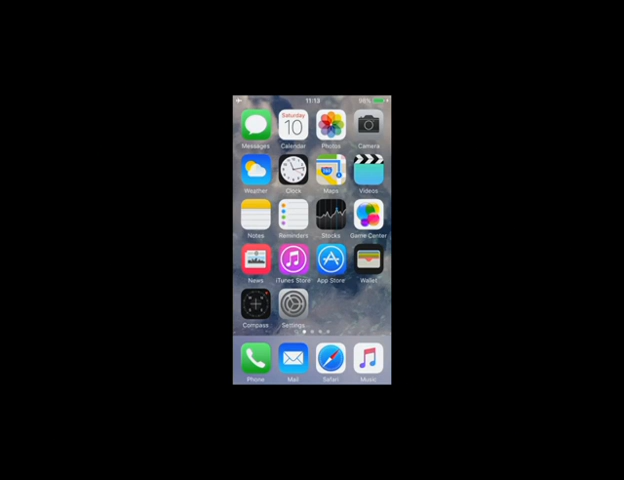 11:13 98%
Saturday
10
Messages Calendar Photos Camera
Weather Clock Maps Videos
Notes Reminders Stocks Game Center
News iTunes Store App Store Wallet
Compass Settings
Phone Mail Safari Music